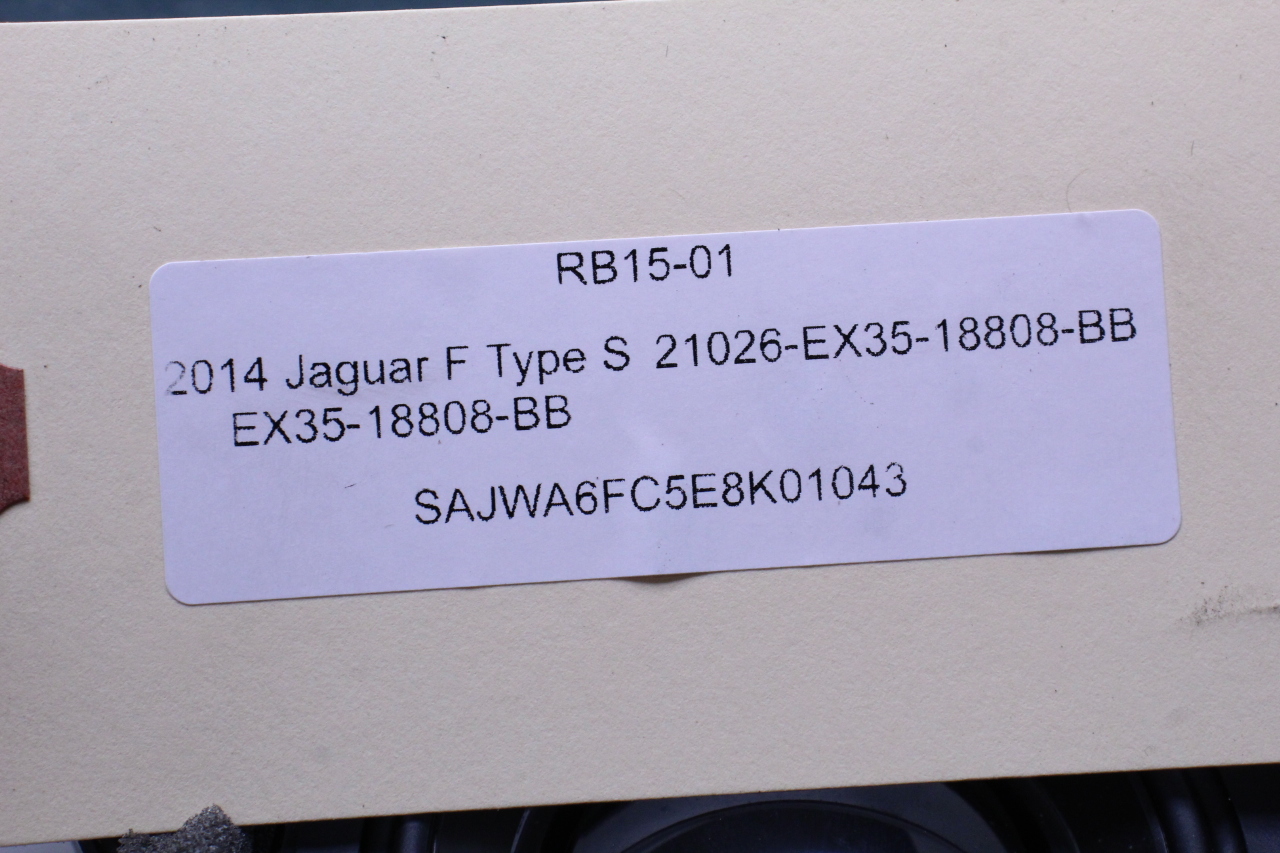 RB15-01
2014 Jaguar F Type S 21026-EX35-18808-BB
EX35-18808-BB
SAJWA6FC5E8K01043